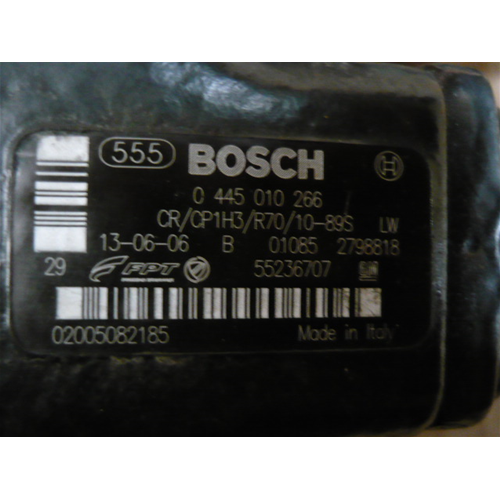 555 BOSCH
0 445 010 266
CR/CP1H3/R70/10-89S LW
13-06-06 B 01085 2798818
29 FPT 55236707 GM
02005082185 Made in Italy